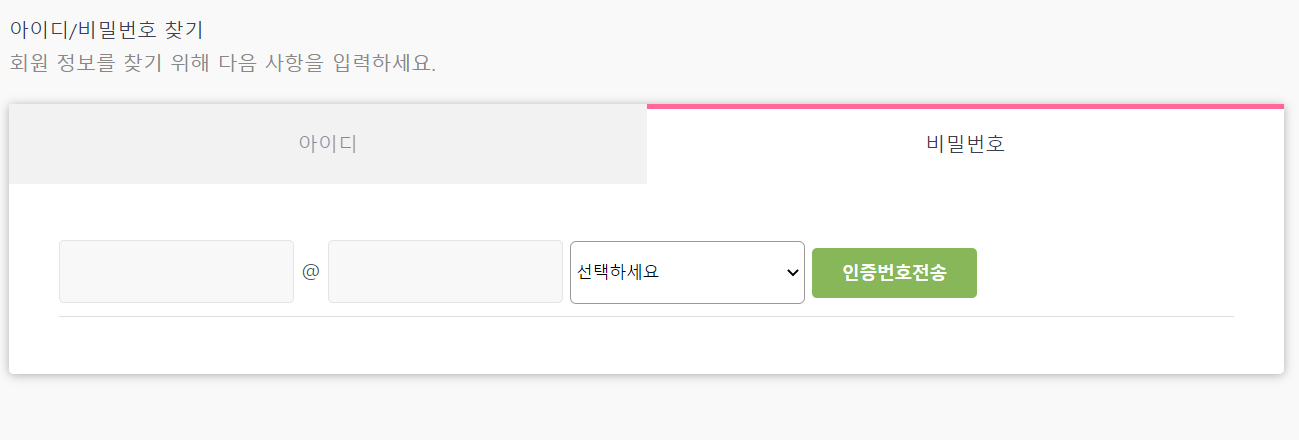 아이디/비밀번호 찾기
회원 정보를 찾기 위해 다음 사항을 입력하세요.
아이디
비밀번호
@
선택하세요
인증번호전송